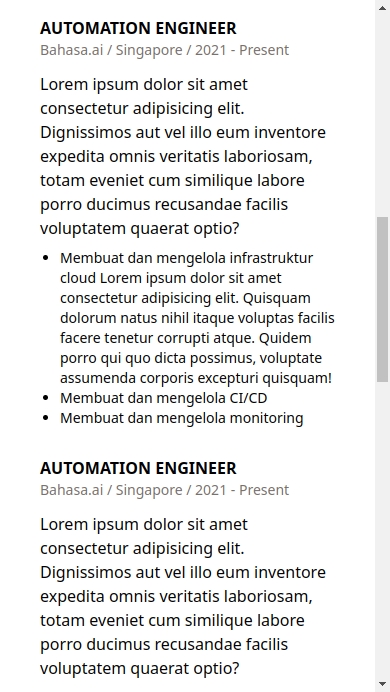 AUTOMATION ENGINEER
Bahasa.ai / Singapore / 2021 - Present
Lorem ipsum dolor sit amet
consectetur adipisicing elit.
Dignissimos aut vel illo eum inventore
expedita omnis veritatis laboriosam,
totam eveniet cum similique labore
porro ducimus recusandae facilis
voluptatem quaerat optio?
• Membuat dan mengelola infrastruktur
cloud Lorem ipsum dolor sit amet
consectetur adipisicing elit. Quisquam
dolorum natus nihil itaque voluptas facilis
facere tenetur corrupti atque. Quidem
porro qui quo dicta possimus, voluptate
assumenda corporis excepturi quisquam!
• Membuat dan mengelola CI/CD
• Membuat dan mengelola monitoring
AUTOMATION ENGINEER
Bahasa.ai / Singapore / 2021 - Present
Lorem ipsum dolor sit amet
consectetur adipisicing elit.
Dignissimos aut vel illo eum inventore
expedita omnis veritatis laboriosam,
totam eveniet cum similique labore
porro ducimus recusandae facilis
voluptatem quaerat optio?